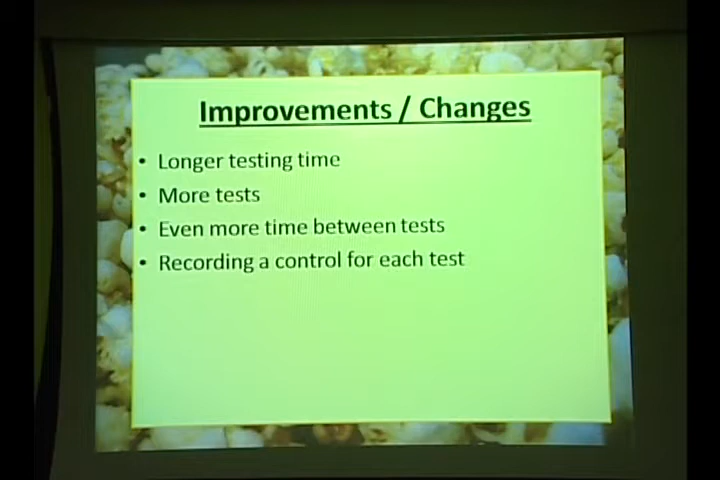 Improvements / Changes
• Longer testing time
• More tests
• Even more time between tests
• Recording a control for each test